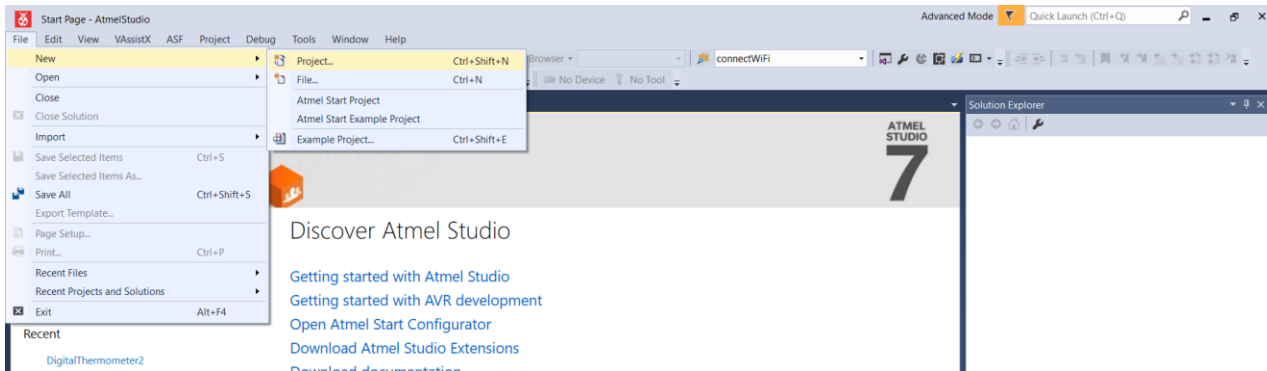 Start Page - AtmelStudio
Advanced Mode
Quick Launch (Ctrl+Q)
File Edit View VAssistX ASF Project Debug Tools Window Help
New
Project... Ctrl+Shift+N
Browser
connectWiFi
Open
File... Ctrl+N
No Device No Tool
Close
Atmel Start Project
Solution Explorer
Close Solution
Atmel Start Example Project
Import
Example Project... Ctrl+Shift+E
ATMEL
STUDIO
7
Save Selected Items Ctrl+S
Save Selected Items As...
Save All Ctrl+Shift+S
Export Template...
Page Setup...
Print... Ctrl+P
Recent Files
Recent Projects and Solutions
Exit Alt+F4
Discover Atmel Studio
Getting started with Atmel Studio
Getting started with AVR development
Open Atmel Start Configurator
Download Atmel Studio Extensions
Download documentation
Recent
DigitalThermometer2